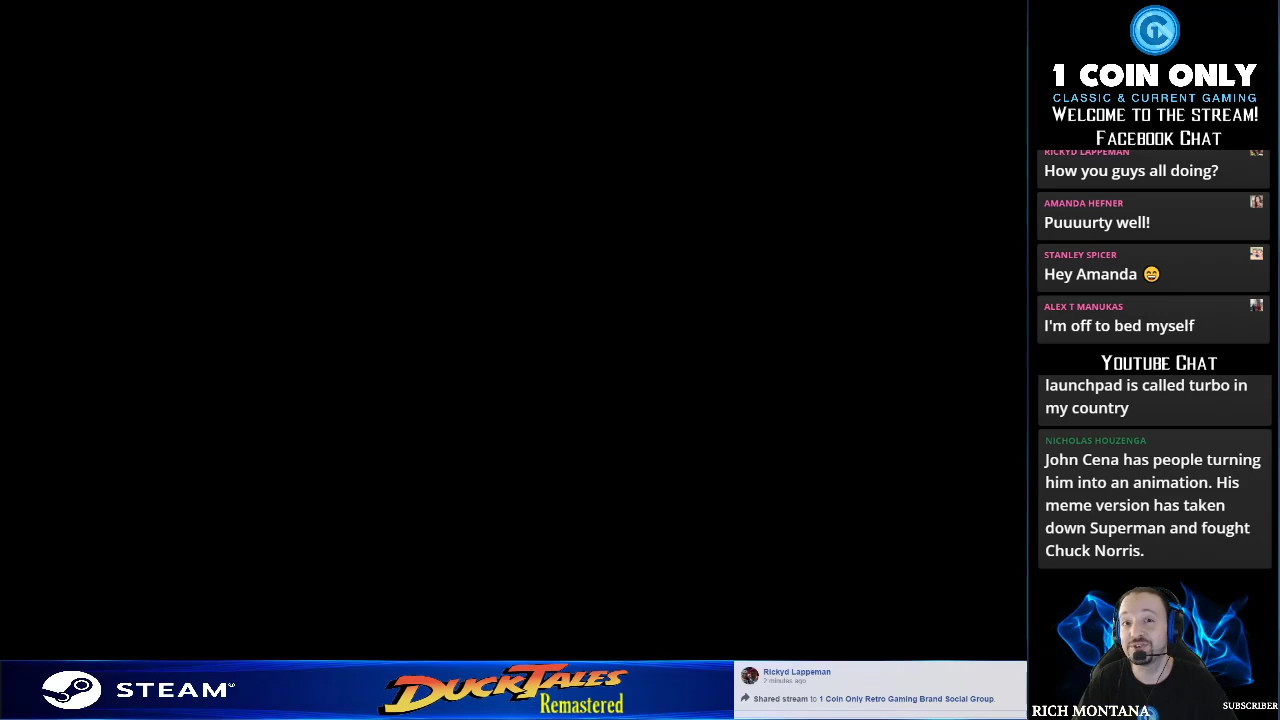 1 COIN ONLY
CLASSIC & CURRENT GAMING
WELCOME TO THE STREAM!
FACEBOOK CHAT
RICKYD LAPPEMAN
How you guys all doing?
AMANDA HEFNER
Puuuurty well!
STANLEY SPICER
Hey Amanda 😄
ALEX T MANUKAS
I'm off to bed myself
YOUTUBE CHAT
launchpad is called turbo in
my country
NICHOLAS HOUZENGA
John Cena has people turning
him into an animation. His
meme version has taken
down Superman and fought
Chuck Norris.
RICH MONTANA
SUBSCRIBER
STEAM
DUCKTALES
Remastered
Rickyd Lappeman
2 minutes ago
Shared stream to 1 Coin Only Retro Gaming Brand Social Group.